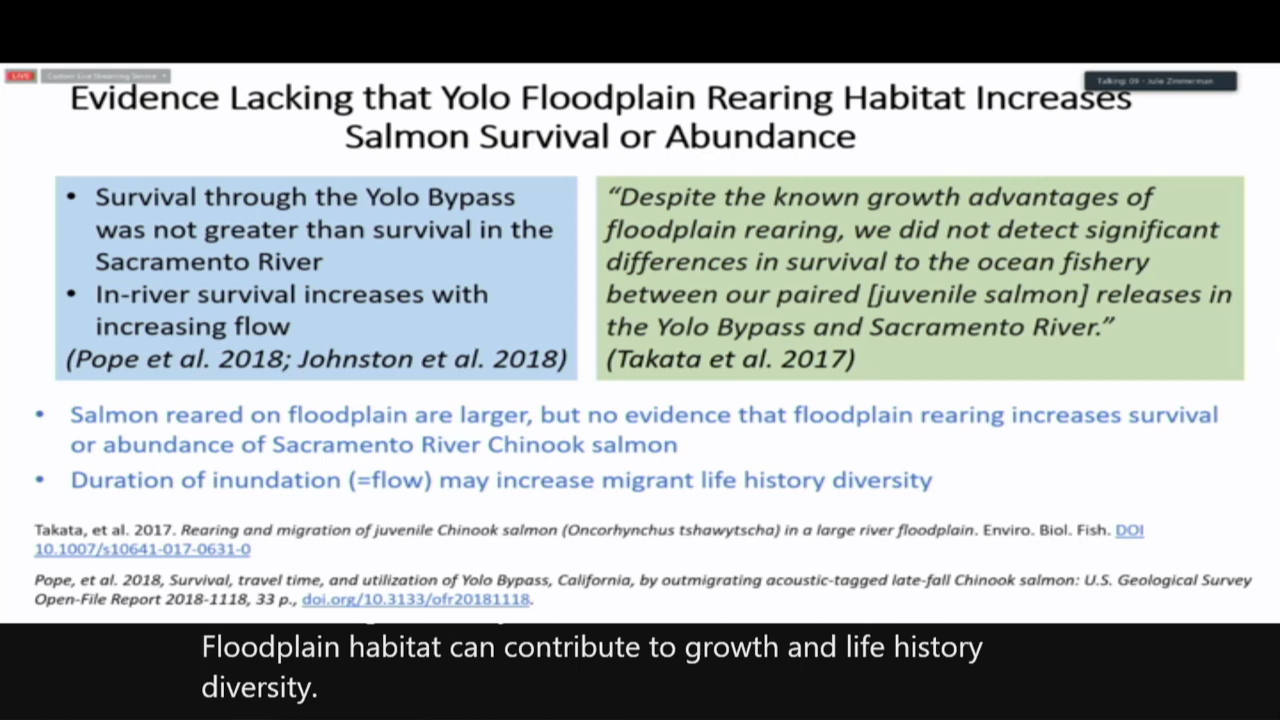 LIVE
Custom Live Streaming Service
Talking: 09 - Julie Zimmerman
Evidence Lacking that Yolo Floodplain Rearing Habitat Increases
Salmon Survival or Abundance
• Survival through the Yolo Bypass
was not greater than survival in the
Sacramento River
• In-river survival increases with
increasing flow
(Pope et al. 2018; Johnston et al. 2018)
“Despite the known growth advantages of
floodplain rearing, we did not detect significant
differences in survival to the ocean fishery
between our paired [juvenile salmon] releases in
the Yolo Bypass and Sacramento River.”
(Takata et al. 2017)
• Salmon reared on floodplain are larger, but no evidence that floodplain rearing increases survival
or abundance of Sacramento River Chinook salmon
• Duration of inundation (=flow) may increase migrant life history diversity
Takata, et al. 2017. Rearing and migration of juvenile Chinook salmon (Oncorhynchus tshawytscha) in a large river floodplain. Enviro. Biol. Fish. DOI
10.1007/s10641-017-0631-0
Pope, et al. 2018, Survival, travel time, and utilization of Yolo Bypass, California, by outmigrating acoustic-tagged late-fall Chinook salmon: U.S. Geological Survey
Open-File Report 2018-1118, 33 p., doi.org/10.3133/ofr20181118.
Floodplain habitat can contribute to growth and life history
diversity.